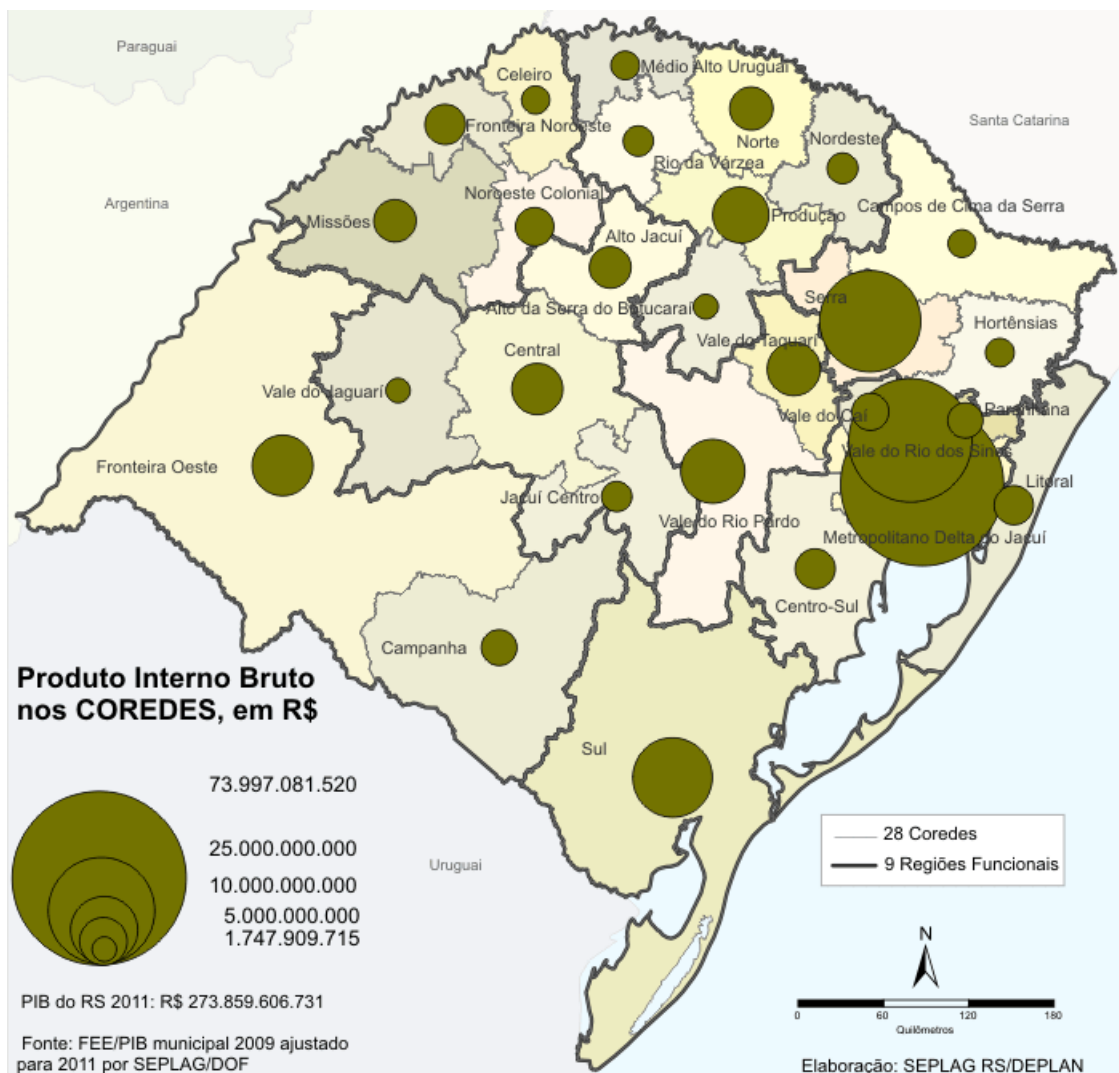 Paraguai
Santa Catarina
Argentina
Uruguai
Celeiro
Médio Alto Uruguai
Fronteira Noroeste
Norte
Nordeste
Rio da Várzea
Noroeste Colonial
Missões
Produção
Campos de Cima da Serra
Alto Jacuí
Alto da Serra do Botucaraí
Serra
Hortênsias
Central
Vale do Taquari
Vale do Jaguarí
Vale do Caí
Paranhana
Fronteira Oeste
Vale do Rio dos Sinos
Litoral
Jacuí Centro
Vale do Rio Pardo
Metropolitano Delta do Jacuí
Centro-Sul
Campanha
Sul
Produto Interno Bruto
nos COREDES, em R$
73.997.081.520
25.000.000.000
10.000.000.000
5.000.000.000
1.747.909.715
PIB do RS 2011: R$ 273.859.606.731
Fonte: FEE/PIB municipal 2009 ajustado
para 2011 por SEPLAG/DOF
28 Coredes
9 Regiões Funcionais
N
0 60 120 180
Quilômetros
Elaboração: SEPLAG RS/DEPLAN